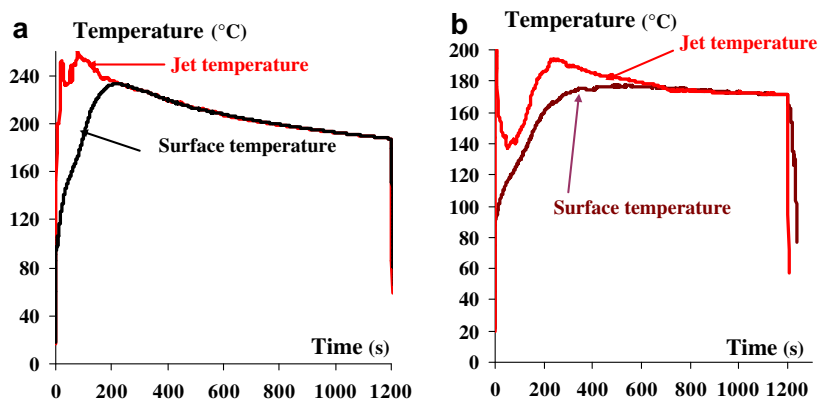 a
Temperature (°C)
Jet temperature
Surface temperature
Time (s)
240
200
160
120
80
40
0
0 200 400 600 800 1000 1200
b
Temperature (°C)
Jet temperature
Surface temperature
Time (s)
200
180
160
140
120
100
80
60
40
20
0
0 200 400 600 800 1000 1200